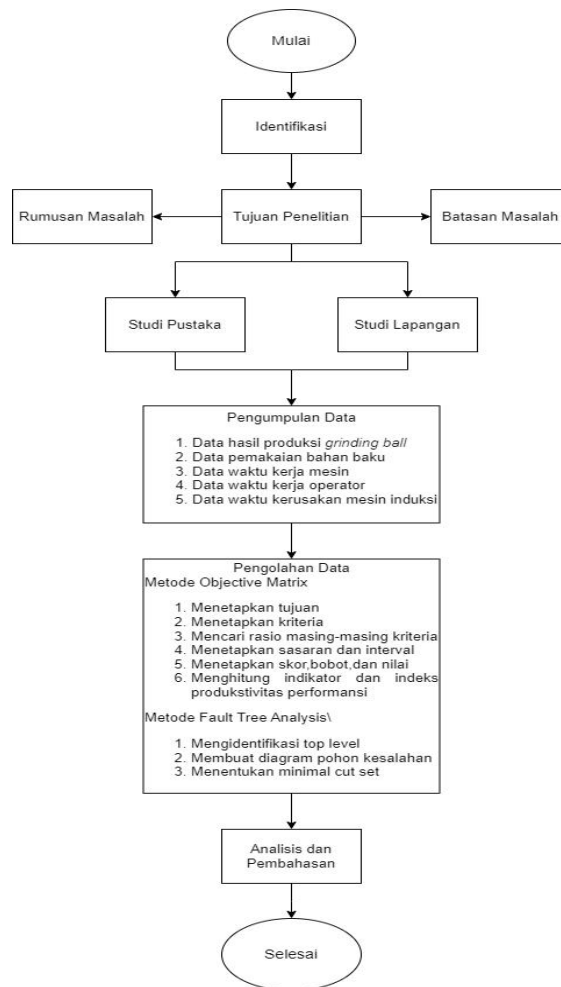 Mulai
Identifikasi
Rumusan Masalah
Tujuan Penelitian
Batasan Masalah
Studi Pustaka
Studi Lapangan
Pengumpulan Data
1. Data hasil produksi grinding ball
2. Data pemakaian bahan baku
3. Data waktu kerja mesin
4. Data waktu kerja operator
5. Data waktu kerusakan mesin induksi
Pengolahan Data
Metode Objective Matrix
1. Menetapkan tujuan
2. Menetapkan kriteria
3. Mencari rasio masing-masing kriteria
4. Menetapkan sasaran dan interval
5. Menetapkan skor,bobot,dan nilai
6. Menghitung indikator dan indeks
produkstivitas performansi
Metode Fault Tree Analysis\
1. Mengidentifikasi top level
2. Membuat diagram pohon kesalahan
3. Menentukan minimal cut set
Analisis dan
Pembahasan
Selesai